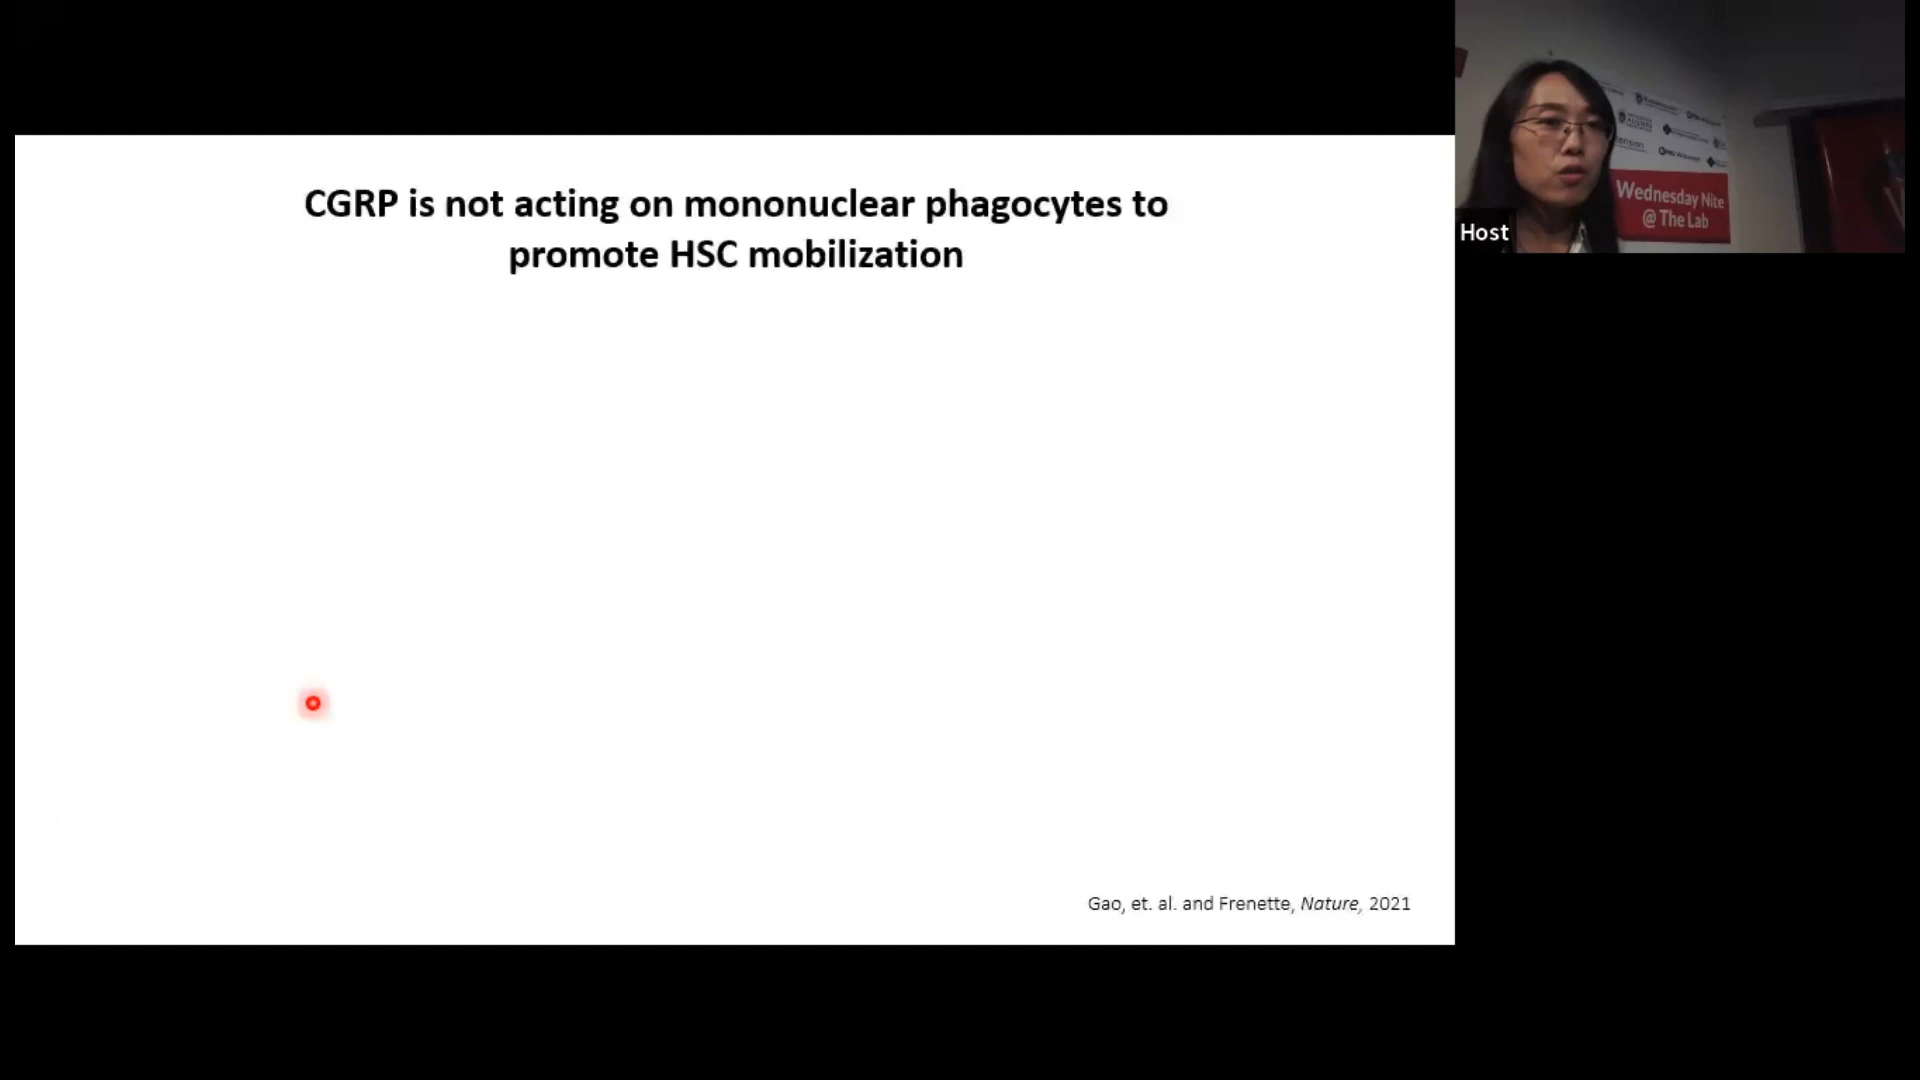 CGRP is not acting on mononuclear phagocytes to
promote HSC mobilization
Gao, et. al. and Frenette, Nature, 2021
Host
Wednesday Nite
@ The Lab